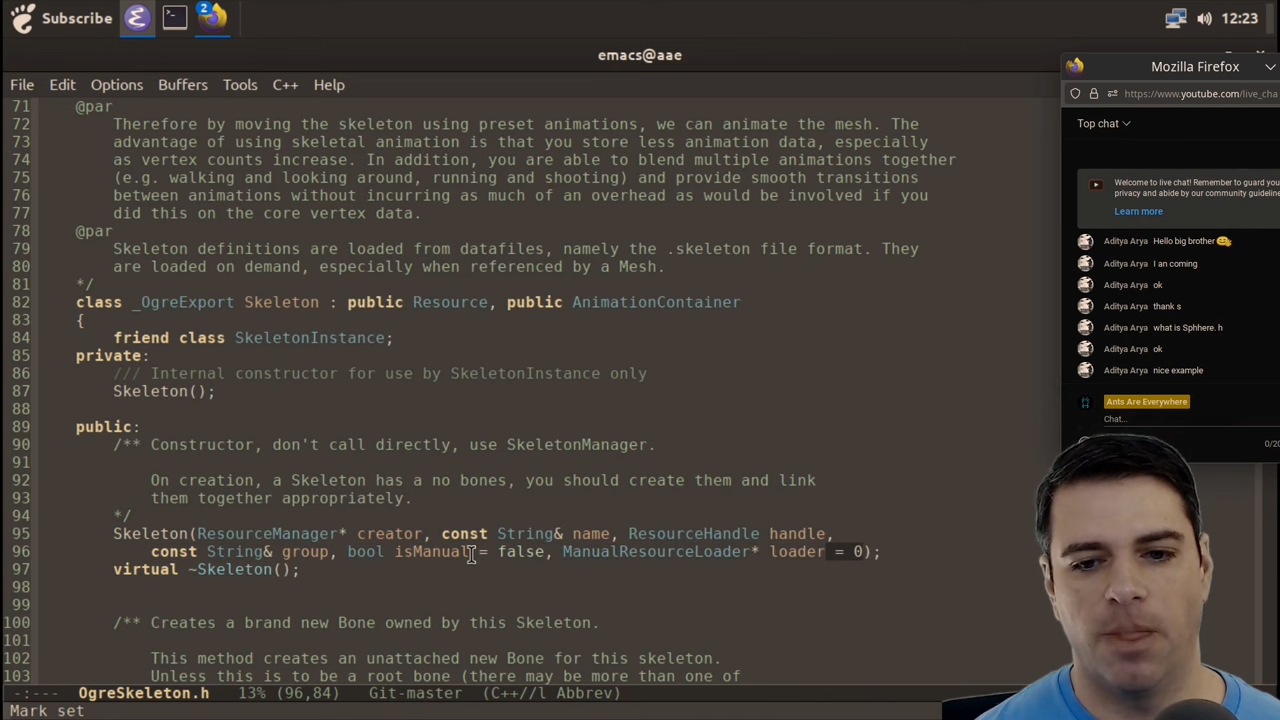 Subscribe
2
12:23
emacs@aae
File Edit Options Buffers Tools C++ Help
71 @par
72 Therefore by moving the skeleton using preset animations, we can animate the mesh. The
73 advantage of using skeletal animation is that you store less animation data, especially
74 as vertex counts increase. In addition, you are able to blend multiple animations together
75 (e.g. walking and looking around, running and shooting) and provide smooth transitions
76 between animations without incurring as much of an overhead as would be involved if you
77 did this on the core vertex data.
78 @par
79 Skeleton definitions are loaded from datafiles, namely the .skeleton file format. They
80 are loaded on demand, especially when referenced by a Mesh.
81 */
82 class _OgreExport Skeleton : public Resource, public AnimationContainer
83 {
84 friend class SkeletonInstance;
85 private:
86 /// Internal constructor for use by SkeletonInstance only
87 Skeleton();
88
89 public:
90 /** Constructor, don't call directly, use SkeletonManager.
91
92 On creation, a Skeleton has a no bones, you should create them and link
93 them together appropriately.
94 */
95 Skeleton(ResourceManager* creator, const String& name, ResourceHandle handle,
96 const String& group, bool isManual = false, ManualResourceLoader* loader = 0);
97 virtual ~Skeleton();
98
99
100 /** Creates a brand new Bone owned by this Skeleton.
101
102 This method creates an unattached new Bone for this skeleton.
103 Unless this is to be a root bone (there may be more than one of
-:--- OgreSkeleton.h 13% (96,84) Git-master (C++//l Abbrev)
Mark set
Mozilla Firefox
https://www.youtube.com/live_cha
Top chat
Welcome to live chat! Remember to guard you
privacy and abide by our community guideline
Learn more
Aditya Arya Hello big brother
Aditya Arya I an coming
Aditya Arya ok
Aditya Arya thank s
Aditya Arya what is Sphhere. h
Aditya Arya ok
Aditya Arya nice example
Ants Are Everywhere
Chat...
0/20